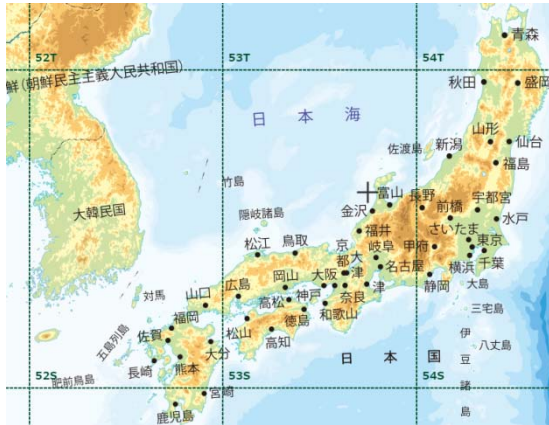 青森
52T
53T
54T
鮮(朝鮮民主主義人民共和国)
秋田
盛岡
日本海
山形
仙台
佐渡島
新潟
福島
竹島
富山
長野
宇都宮
大韓民国
隠岐諸島
金沢
前橋
水戸
福井
さいたま
松江
鳥取
京都
大津
岐阜
甲府
東京
名古屋
横浜
千葉
岡山
大阪
静岡
大島
対馬
山口
広島
高松
神戸
奈良
津
三宅島
福岡
徳島
和歌山
五島列島
佐賀
松山
高知
伊豆諸島
八丈島
大分
日本国
長崎
熊本
肥前鳥島
52S
53S
54S
宮崎
鹿児島